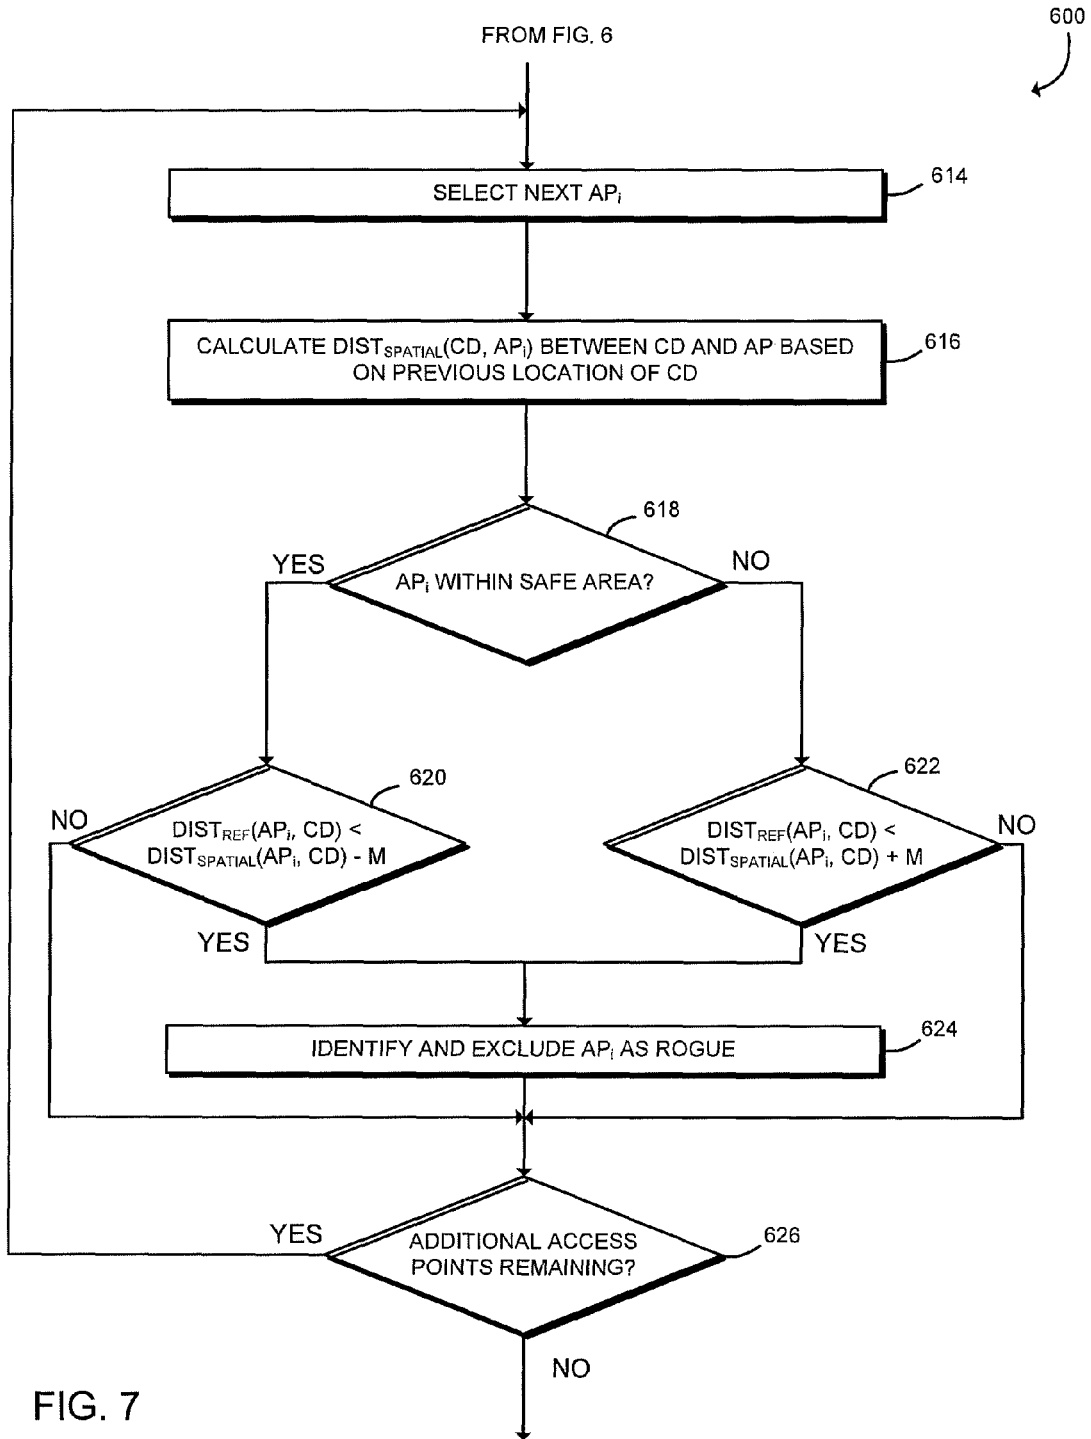 600
FROM FIG. 6
SELECT NEXT APi
614
CALCULATE DISTSPATIAL(CD, APi) BETWEEN CD AND AP BASED
ON PREVIOUS LOCATION OF CD
616
618
YES
NO
APi WITHIN SAFE AREA?
620
622
NO
DISTREF(APi, CD) <
DISTSPATIAL(APi, CD) - M
DISTREF(APi, CD) <
DISTSPATIAL(APi, CD) + M
NO
YES
YES
IDENTIFY AND EXCLUDE APi AS ROGUE
624
YES
ADDITIONAL ACCESS
POINTS REMAINING?
626
NO
FIG. 7